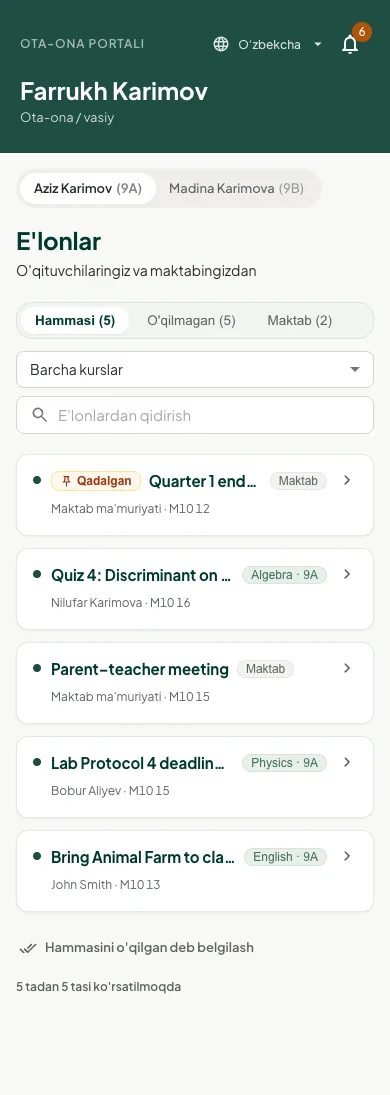 OTA-ONA PORTALI
O'zbekcha
6
Farrukh Karimov
Ota-ona / vasiy
Aziz Karimov (9A)
Madina Karimova (9B)
E'lonlar
O'qituvchilaringiz va maktabingizdan
Hammasi (5)
O'qilmagan (5)
Maktab (2)
Barcha kurslar
E'lonlardan qidirish
Qadalgan
Quarter 1 end…
Maktab
Maktab ma'muriyati · M10 12
Quiz 4: Discriminant on …
Algebra · 9A
Nilufar Karimova · M10 16
Parent–teacher meeting
Maktab
Maktab ma'muriyati · M10 15
Lab Protocol 4 deadlin…
Physics · 9A
Bobur Aliyev · M10 15
Bring Animal Farm to cla…
English · 9A
John Smith · M10 13
Hammasini o'qilgan deb belgilash
5 tadan 5 tasi ko'rsatilmoqda